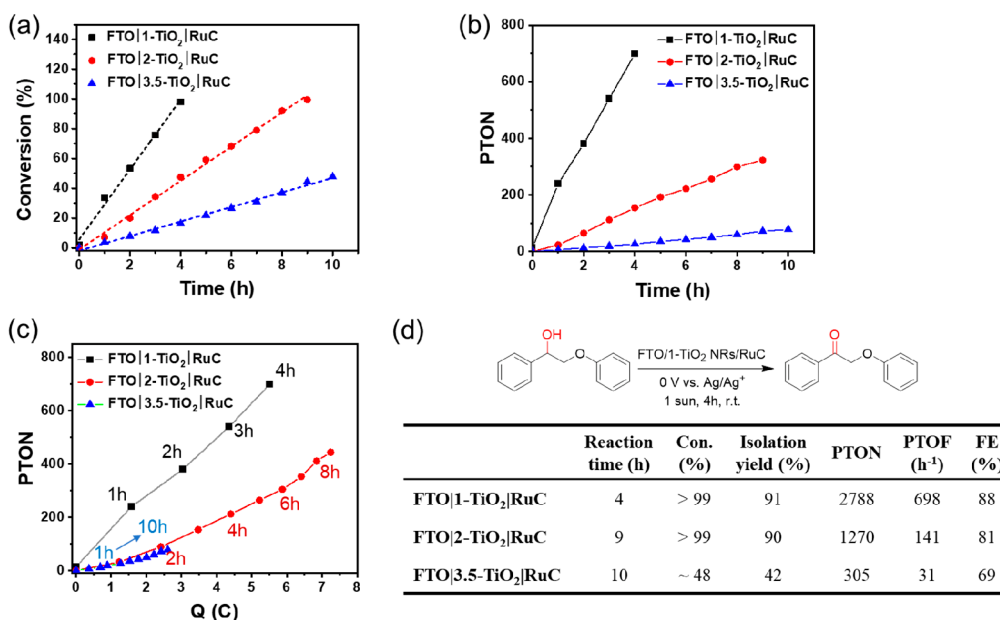 (a)
FTO|1-TiO2|RuC
FTO|2-TiO2|RuC
FTO|3.5-TiO2|RuC
Conversion (%)
140
120
100
80
60
40
20
0
0 2 4 6 8 10
Time (h)
(b)
FTO|1-TiO2|RuC
FTO|2-TiO2|RuC
FTO|3.5-TiO2|RuC
PTON
800
600
400
200
0
0 2 4 6 8 10
Time (h)
(c)
FTO|1-TiO2|RuC
FTO|2-TiO2|RuC
FTO|3.5-TiO2|RuC
PTON
800
600
400
200
0
4h
3h
2h
1h
1h
10h
2h
4h
6h
8h
0 1 2 3 4 5 6 7 8
Q (C)
(d)
OH
O
FTO/1-TiO2 NRs/RuC
0 V vs. Ag/Ag+
1 sun, 4h, r.t.
O
O
Reaction time (h) Con. (%) Isolation yield (%) PTON PTOF (h-1) FE (%)
FTO|1-TiO2|RuC 4 > 99 91 2788 698 88
FTO|2-TiO2|RuC 9 > 99 90 1270 141 81
FTO|3.5-TiO2|RuC 10 ~ 48 42 305 31 69